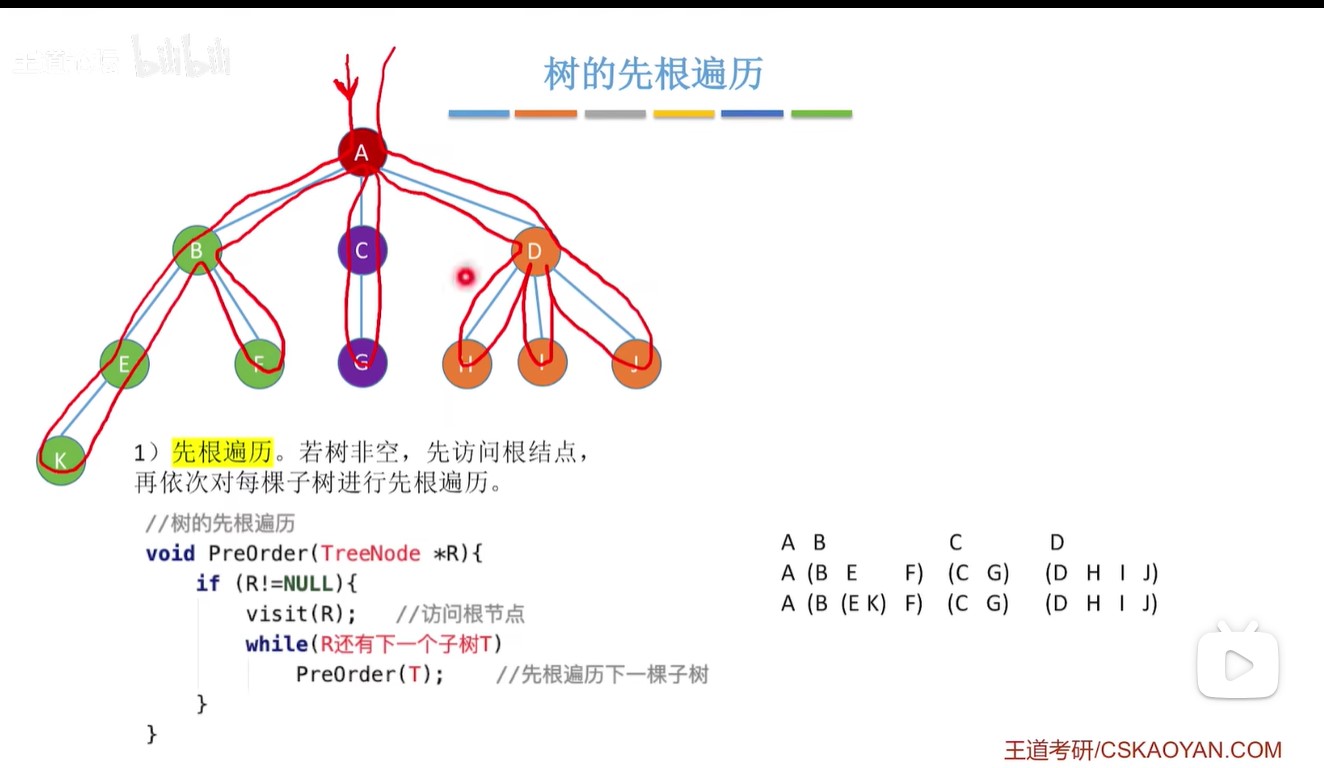 bilibili
树的先根遍历
A
B
C
D
E
F
G
H
I
J
K
1）先根遍历。若树非空，先访问根结点，
再依次对每棵子树进行先根遍历。
//树的先根遍历
void PreOrder(TreeNode *R){
if (R!=NULL){
visit(R); //访问根节点
while(R还有下一个子树T)
PreOrder(T); //先根遍历下一棵子树
}
}
A B C D
A (B E F) (C G) (D H I J)
A (B (E K) F) (C G) (D H I J)
王道考研/CSKAOYAN.COM